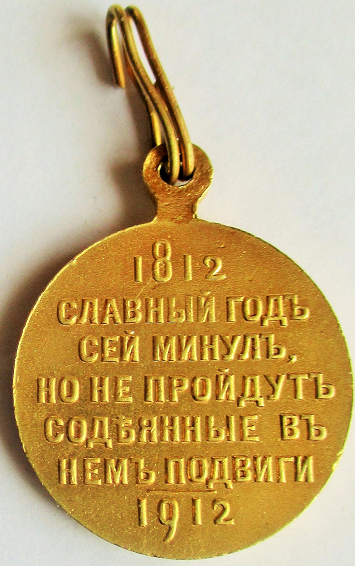 1812
СЛАВНЫЙ ГОДЪ
СЕЙ МИНУЛЪ,
НО НЕ ПРОЙДУТЪ
СОДѢЯННЫЕ ВЪ
НЕМЪ ПОДВИГИ
1912